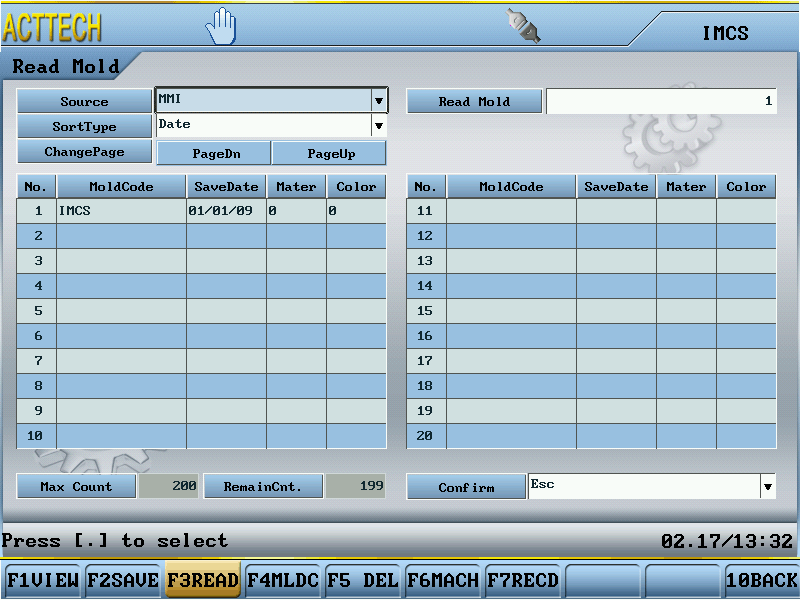 ACTTECH IMCS
Read Mold
Source MMI Read Mold 1
SortType Date
ChangePage PageDn PageUp
No. MoldCode SaveDate Mater Color No. MoldCode SaveDate Mater Color
1 IMCS 01/01/09 0 0 11
2 12
3 13
4 14
5 15
6 16
7 17
8 18
9 19
10 20
Max Count 200 RemainCnt. 199 Confirm Esc
Press [.] to select 02.17/13:32
F1VIEW F2SAVE F3READ F4MLDC F5 DEL F6MACH F7RECD 10BACK